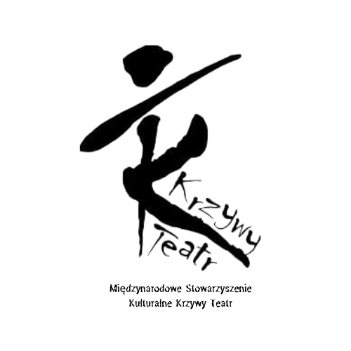 Krzywy
Teatr
Międzynarodowe Stowarzyszenie
Kulturalne Krzywy Teatr